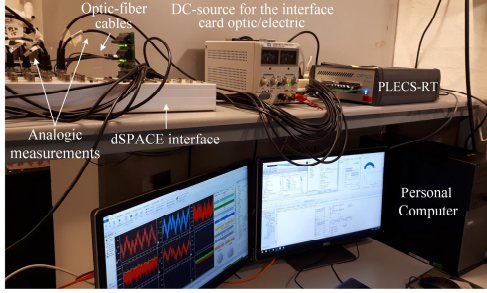 Optic-fiber
cables
DC-source for the interface
card optic/electric
PLECS-RT
Analogic
measurements
dSPACE interface
Personal
Computer